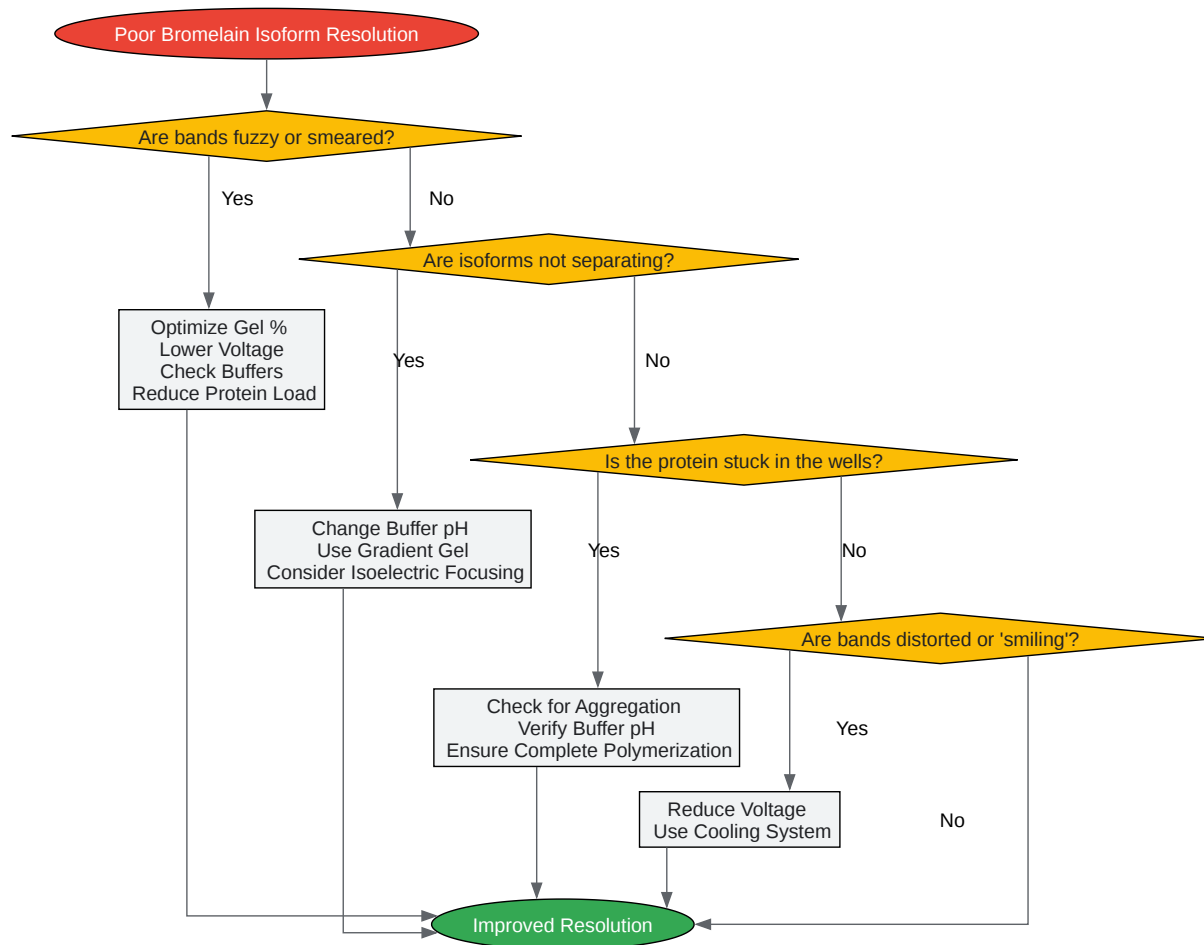 Poor Bromelain Isoform Resolution
Are bands fuzzy or smeared?
Yes
No
Are isoforms not separating?
Optimize Gel %
Lower Voltage
Check Buffers
Reduce Protein Load
Yes
No
Is the protein stuck in the wells?
Change Buffer pH
Use Gradient Gel
Consider Isoelectric Focusing
Yes
No
Are bands distorted or 'smiling'?
Check for Aggregation
Verify Buffer pH
Ensure Complete Polymerization
Yes
No
Reduce Voltage
Use Cooling System
Improved Resolution